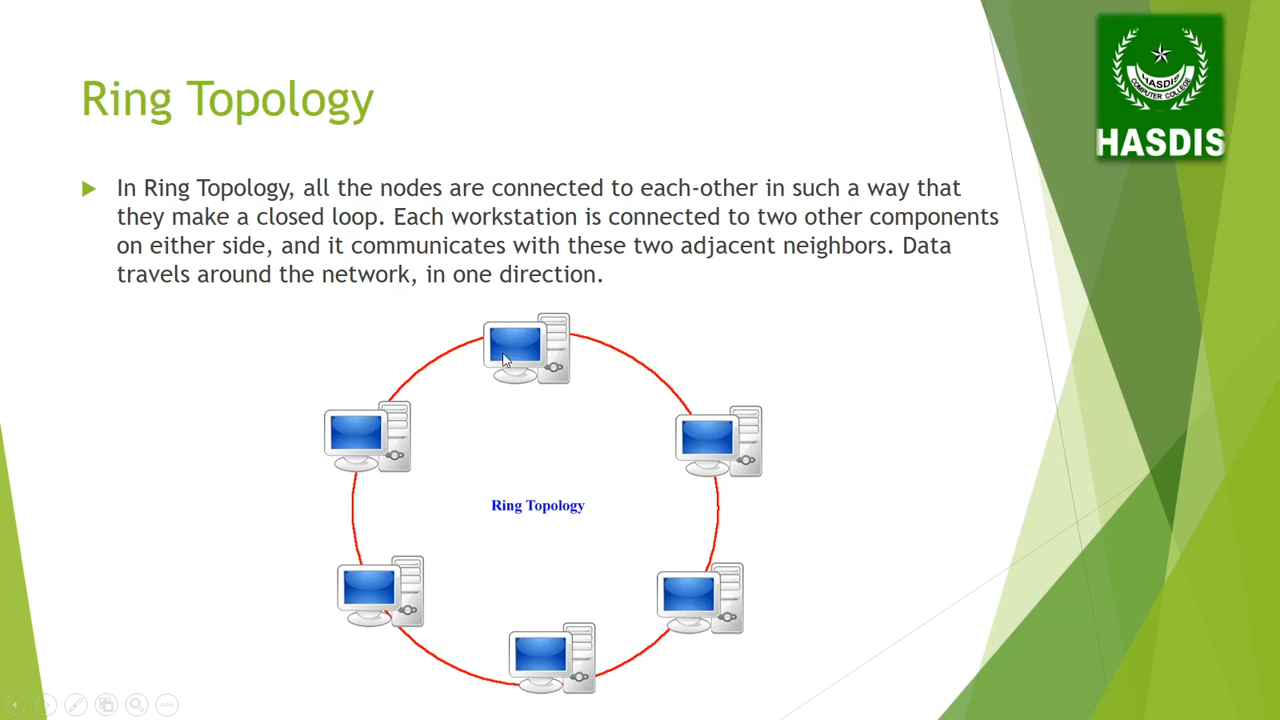 Ring Topology
HASDIS
COMPUTER COLLEGE
HASDIS
In Ring Topology, all the nodes are connected to each-other in such a way that
they make a closed loop. Each workstation is connected to two other components
on either side, and it communicates with these two adjacent neighbors. Data
travels around the network, in one direction.
Ring Topology